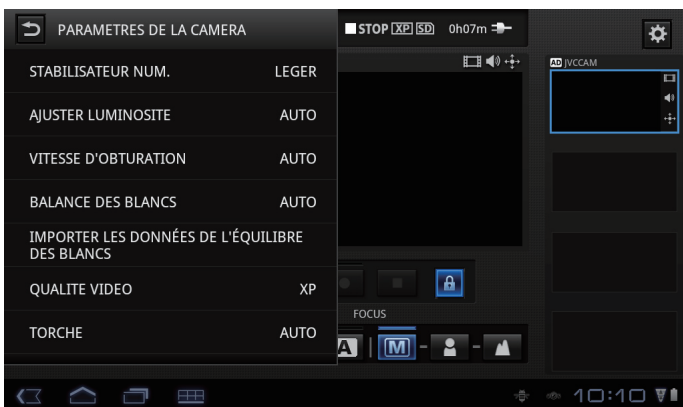 PARAMETRES DE LA CAMERA
STOP XP SD 0h07m
STABILISATEUR NUM. LEGER
AD JVCCAM
AJUSTER LUMINOSITE AUTO
VITESSE D'OBTURATION AUTO
BALANCE DES BLANCS AUTO
IMPORTER LES DONNÉES DE L'ÉQUILIBRE
DES BLANCS
QUALITE VIDEO XP
FOCUS
TORCHE AUTO
A M
10:10